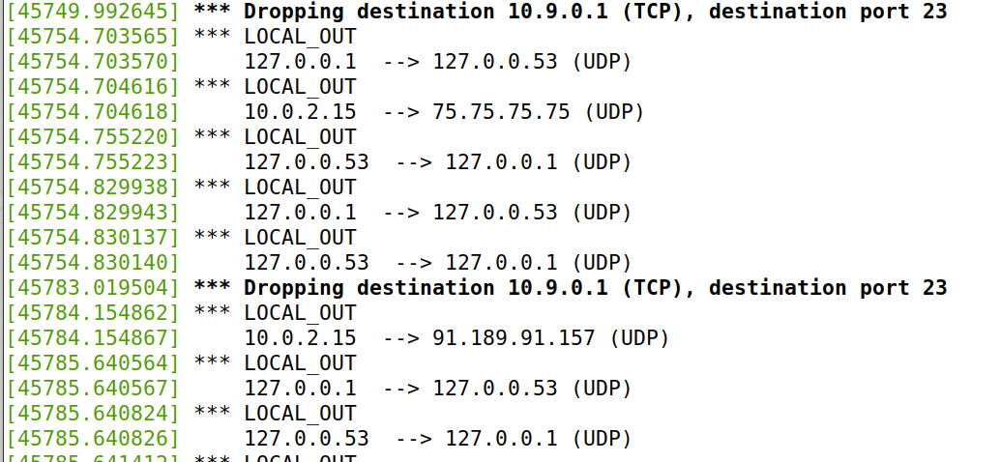 [45749.992645] *** Dropping destination 10.9.0.1 (TCP), destination port 23
[45754.703565] *** LOCAL_OUT
[45754.703570]     127.0.0.1  --> 127.0.0.53 (UDP)
[45754.704616] *** LOCAL_OUT
[45754.704618]     10.0.2.15  --> 75.75.75.75 (UDP)
[45754.755220] *** LOCAL_OUT
[45754.755223]     127.0.0.53  --> 127.0.0.1 (UDP)
[45754.829938] *** LOCAL_OUT
[45754.829943]     127.0.0.1  --> 127.0.0.53 (UDP)
[45754.830137] *** LOCAL_OUT
[45754.830140]     127.0.0.53  --> 127.0.0.1 (UDP)
[45783.019504] *** Dropping destination 10.9.0.1 (TCP), destination port 23
[45784.154862] *** LOCAL_OUT
[45784.154867]     10.0.2.15  --> 91.189.91.157 (UDP)
[45785.640564] *** LOCAL_OUT
[45785.640567]     127.0.0.1  --> 127.0.0.53 (UDP)
[45785.640824] *** LOCAL_OUT
[45785.640826]     127.0.0.53  --> 127.0.0.1 (UDP)
*** LOCAL_OUT